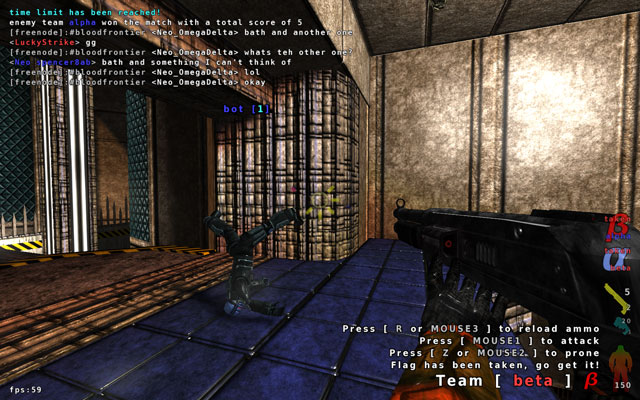 time limit has been reached!
enemy team alpha won the match with a total score of 5
[freenode]:#bloodfrontier <Neo_OmegaDelta> bath and another one
<LuckyStrike> gg
[freenode]:#bloodfrontier <Neo_OmegaDelta> whats teh other one?
bath and something I can't think of
[freenode]:#bloodfrontier <Neo_OmegaDelta> lol
[freenode]:#bloodfrontier <Neo_OmegaDelta> okay
bot [1]
taken
β
α
5
2
20
Press [ R or MOUSE3 ] to reload ammo
Press [ MOUSE1 ] to attack
Press [ Z or MOUSE2 ] to prone
Flag has been taken, go get it!
Team [ beta ] β
150
fps:59